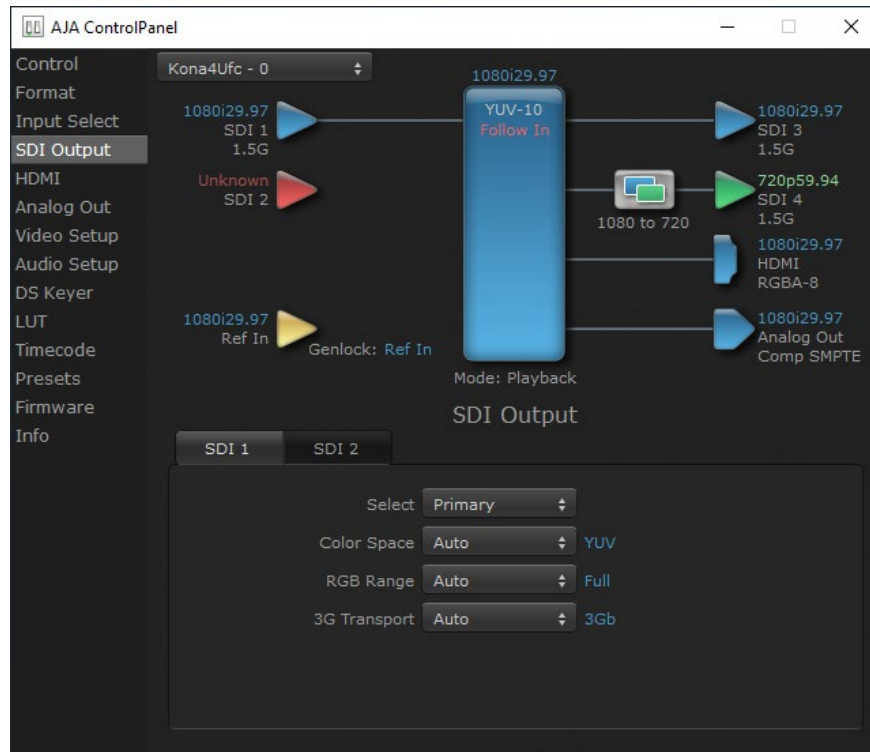 AJA ControlPanel
Control
Format
Input Select
SDI Output
HDMI
Analog Out
Video Setup
Audio Setup
DS Keyer
LUT
Timecode
Presets
Firmware
Info
Kona4Ufc - 0
1080i29.97
SDI 1
1.5G
Unknown
SDI 2
1080i29.97
Ref In
Genlock: Ref In
1080i29.97
YUV-10
Follow In
Mode: Playback
1080 to 720
1080i29.97
SDI 3
1.5G
720p59.94
SDI 4
1.5G
1080i29.97
HDMI
RGBA-8
1080i29.97
Analog Out
Comp SMPTE
SDI Output
SDI 1 SDI 2
Select Primary
Color Space Auto YUV
RGB Range Auto Full
3G Transport Auto 3Gb